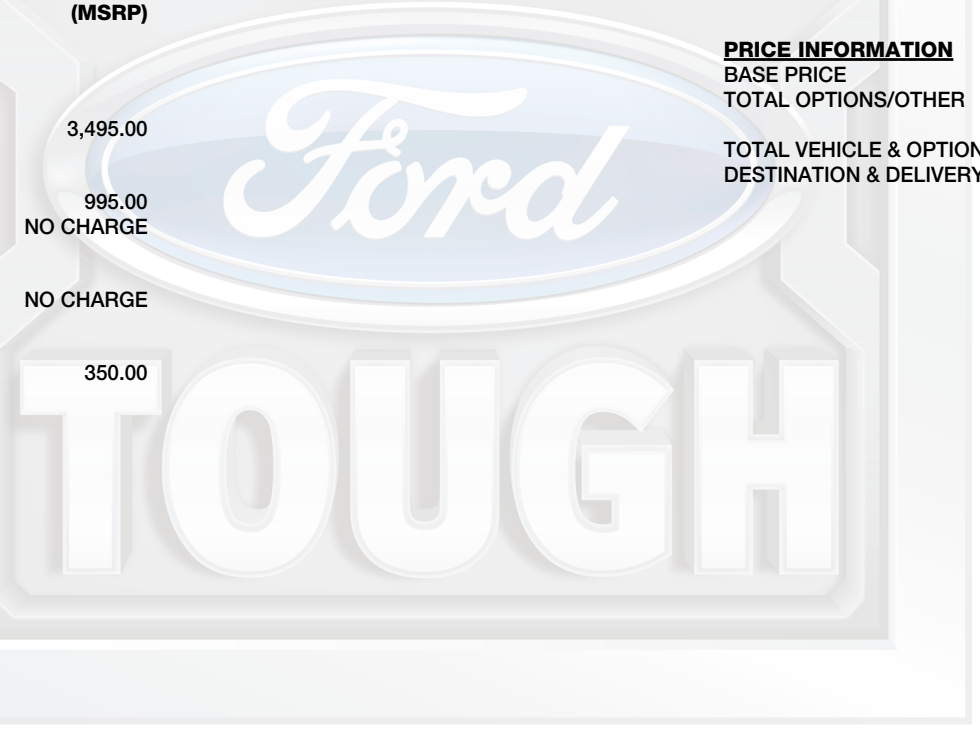 (MSRP)
3,495.00
995.00
NO CHARGE
NO CHARGE
350.00
PRICE INFORMATION
BASE PRICE
TOTAL OPTIONS/OTHER
TOTAL VEHICLE & OPTION
DESTINATION & DELIVERY
Ford
TOUGH